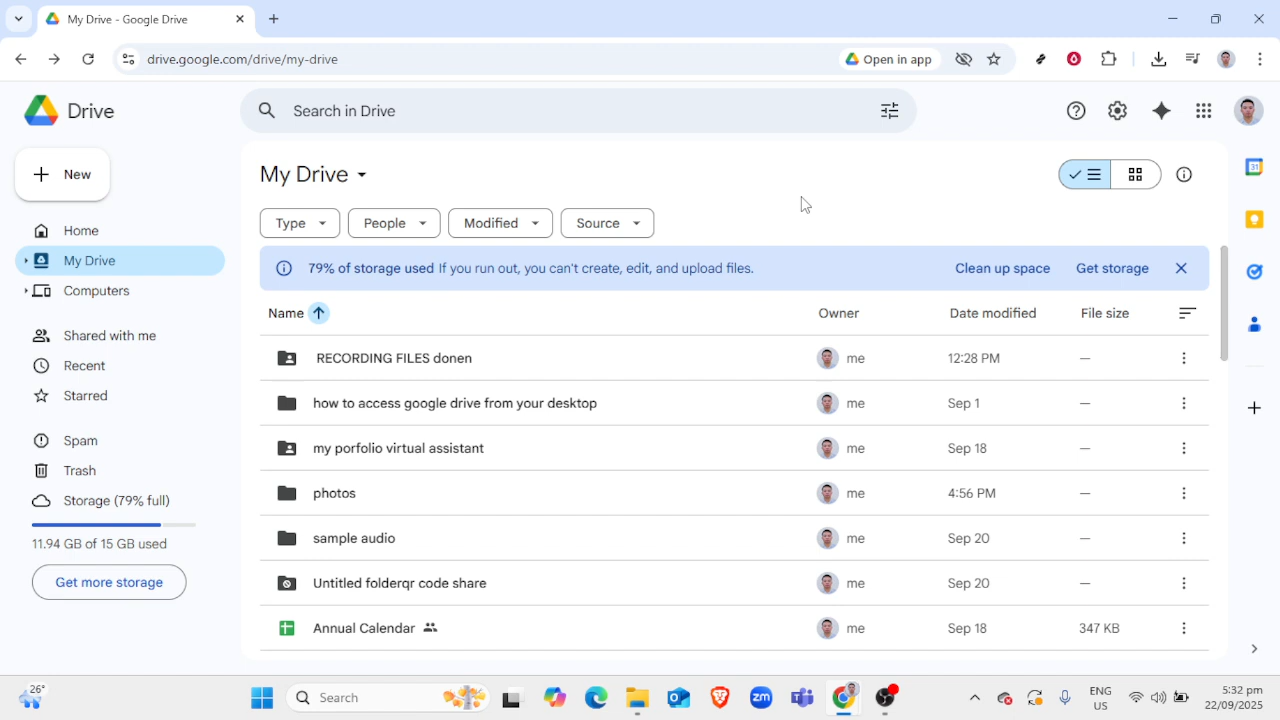 My Drive - Google Drive
drive.google.com/drive/my-drive
Open in app
Drive
Search in Drive
New
Home
My Drive
Computers
Shared with me
Recent
Starred
Spam
Trash
Storage (79% full)
11.94 GB of 15 GB used
Get more storage
My Drive
Type
People
Modified
Source
79% of storage used If you run out, you can't create, edit, and upload files.
Clean up space
Get storage
Name
Owner
Date modified
File size
RECORDING FILES donen
me
12:28 PM
—
how to access google drive from your desktop
me
Sep 1
—
my porfolio virtual assistant
me
Sep 18
—
photos
me
4:56 PM
—
sample audio
me
Sep 20
—
Untitled folderqr code share
me
Sep 20
—
Annual Calendar
me
Sep 18
347 KB
31
26°
Search
zm
ENG
US
5:32 pm
22/09/2025